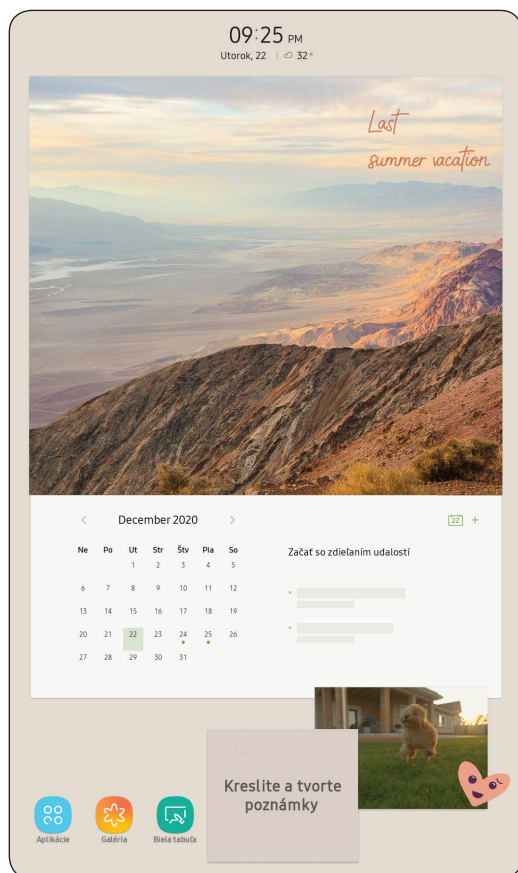 09:25 PM
Utorok, 22 | 32°
Last
summer vacation
December 2020
22 +
Ne Po Ut Str Štv Pia So
1 2 3 4 5
6 7 8 9 10 11 12
13 14 15 16 17 18 19
20 21 22 23 24 25 26
27 28 29 30 31
Začať so zdieľaním udalostí
Kreslite a tvorte
poznámky
Aplikácie
Galéria
Biela tabuľa